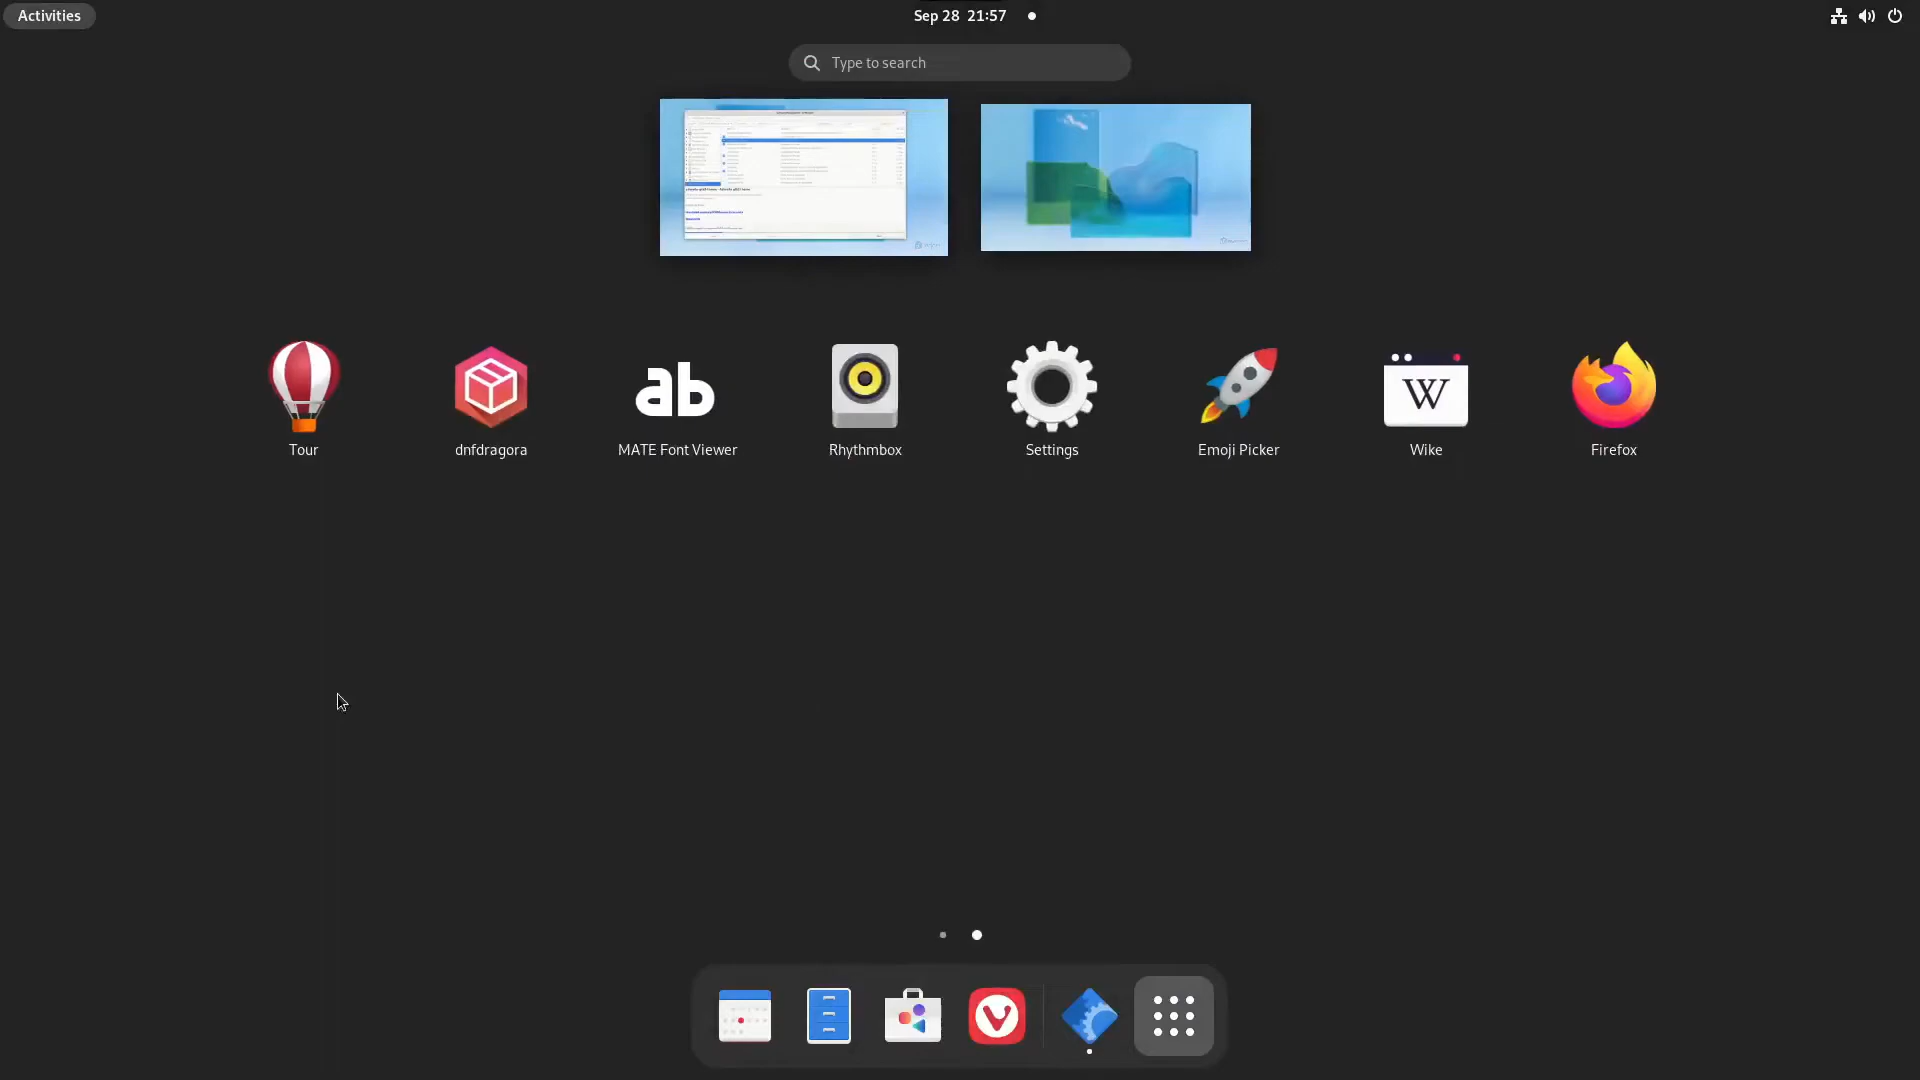 Activities
Sep 28 21:57
Type to search
Tour
dnfdragora
ab
MATE Font Viewer
Rhythmbox
Settings
Emoji Picker
W
Wike
Firefox